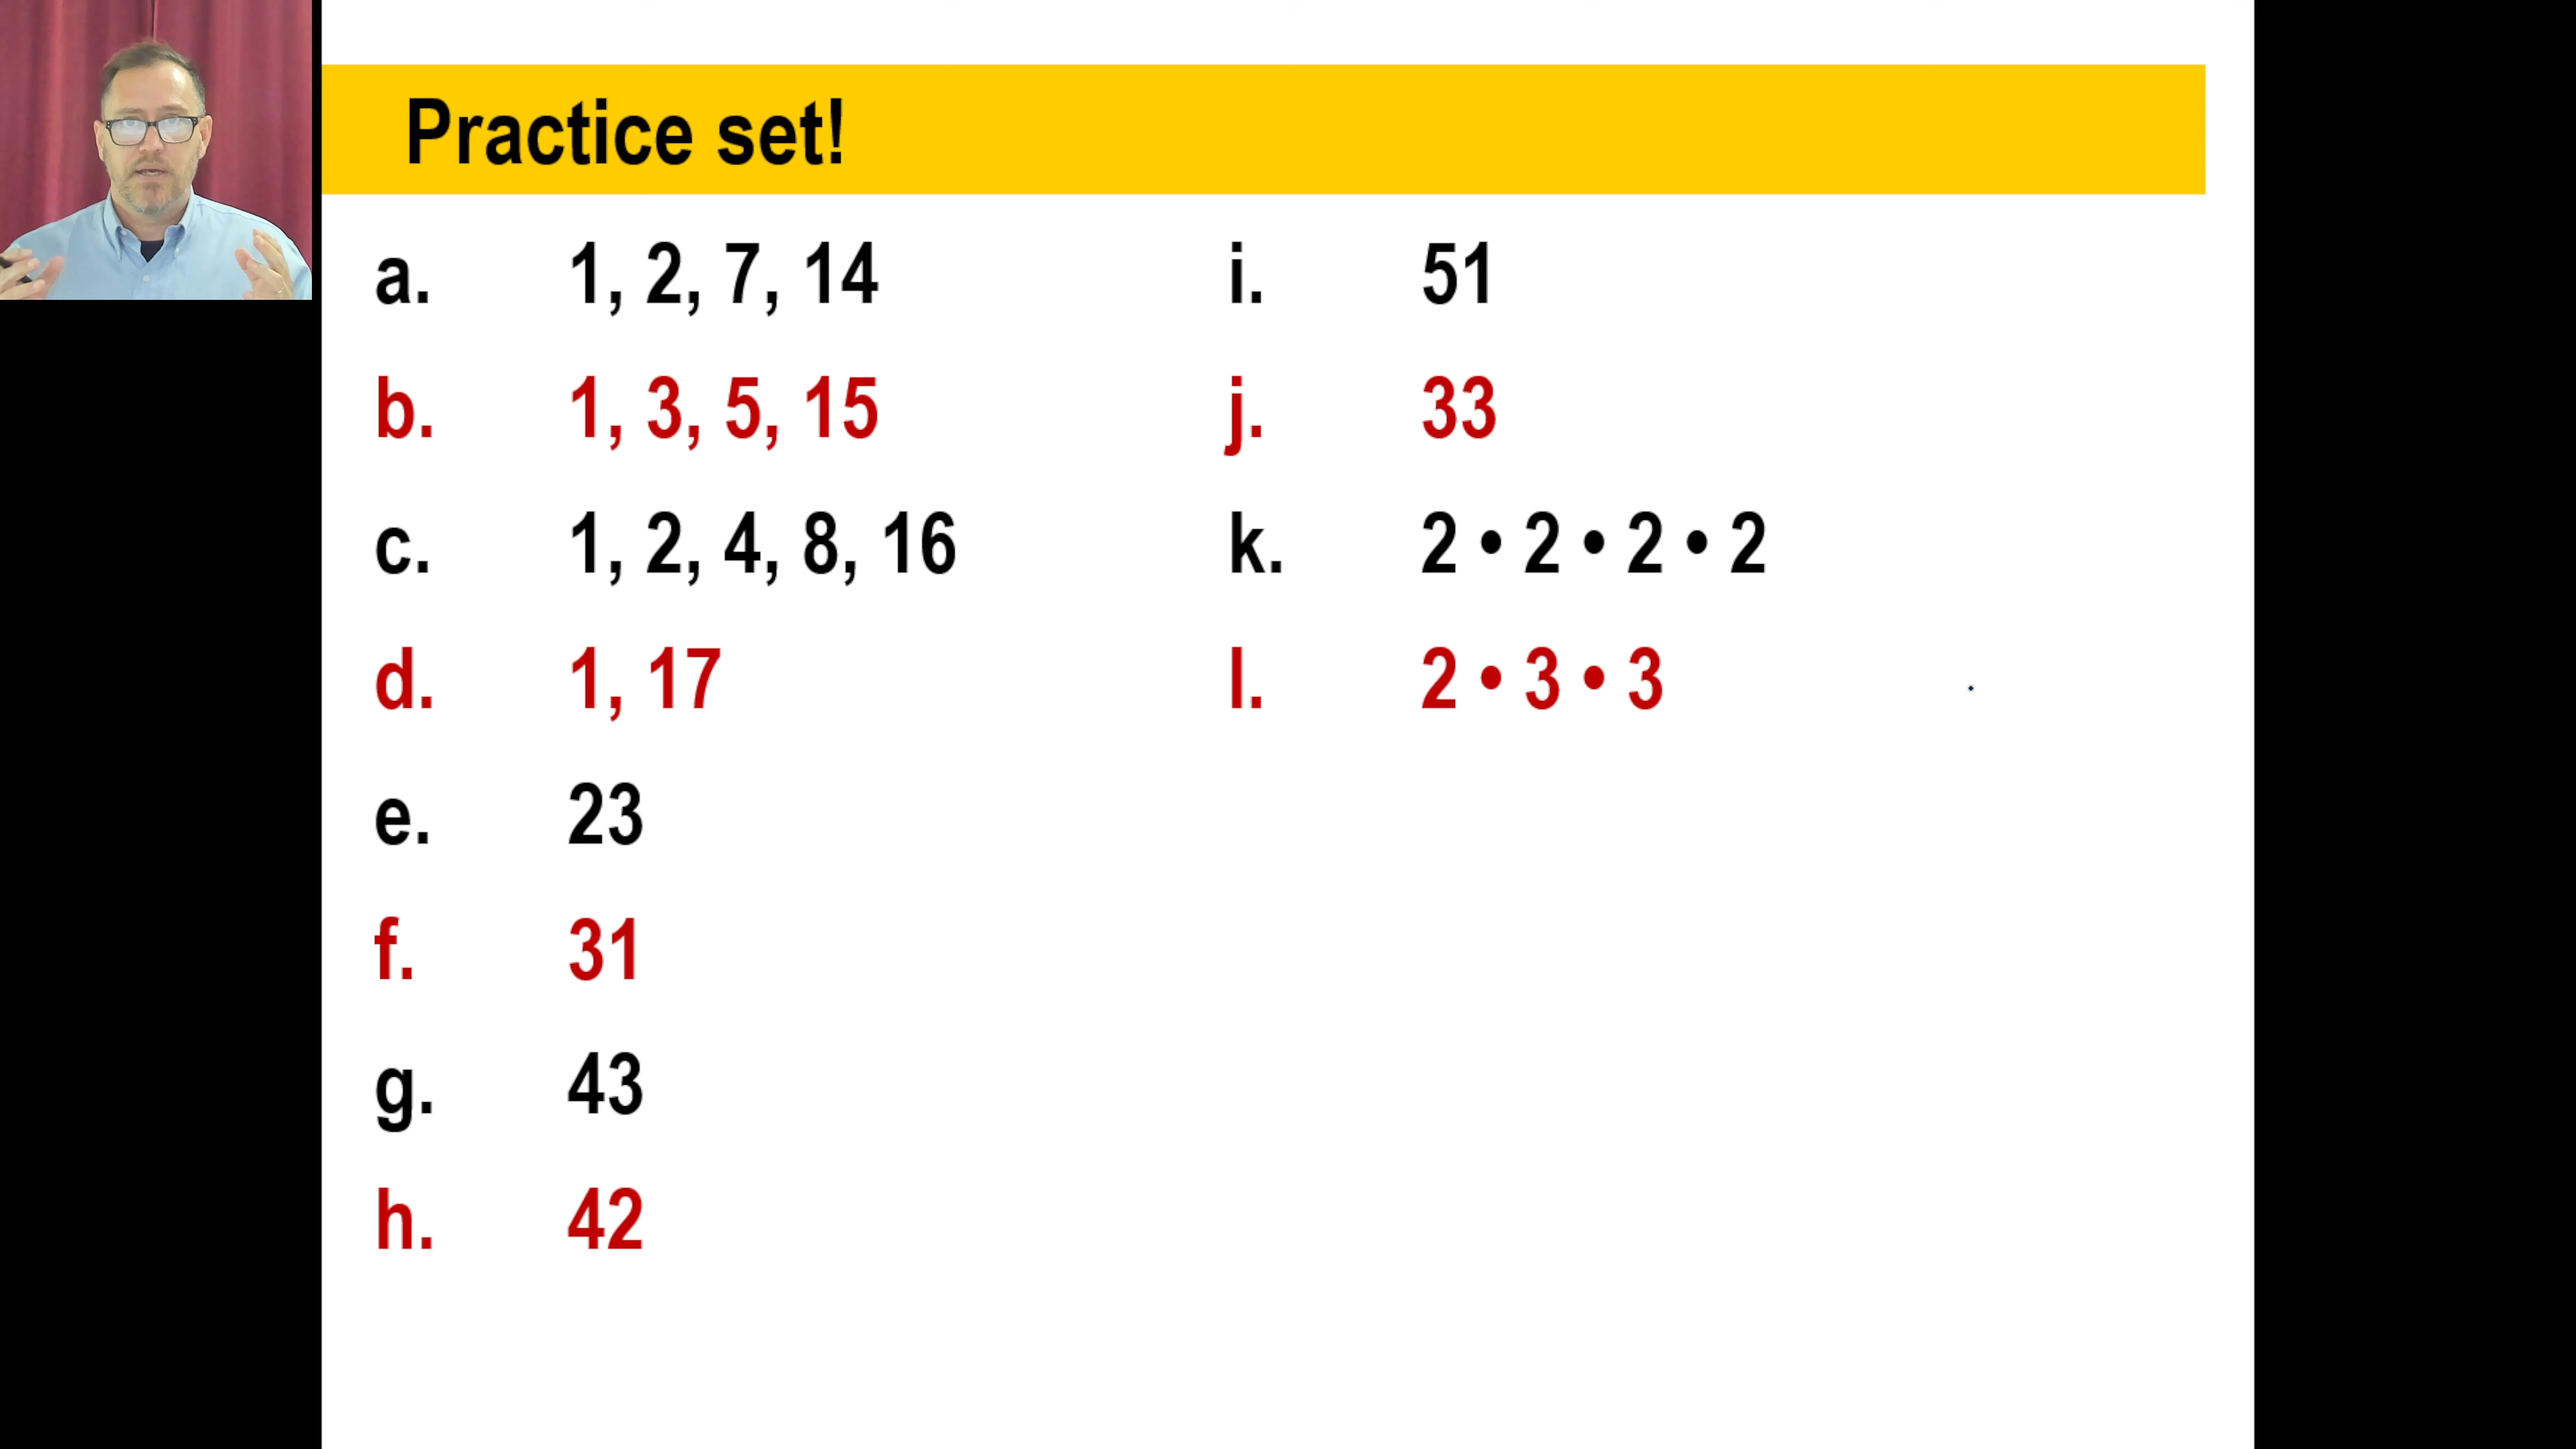 Practice set!
a. 1, 2, 7, 14
b. 1, 3, 5, 15
c. 1, 2, 4, 8, 16
d. 1, 17
e. 23
f. 31
g. 43
h. 42
i. 51
j. 33
k. 2 • 2 • 2 • 2
l. 2 • 3 • 3